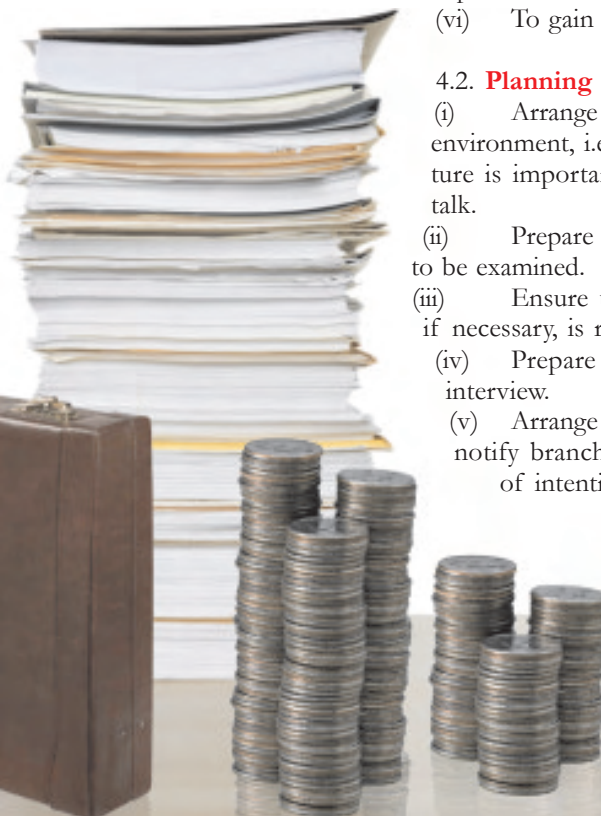 (vi) To gain
4.2. Planning
(i) Arrange
environment, i.e
ture is importa
talk.
(ii) Prepare
to be examined.
(iii) Ensure
if necessary, is
(iv) Prepare
interview.
(v) Arrange
notify branch
of intenti